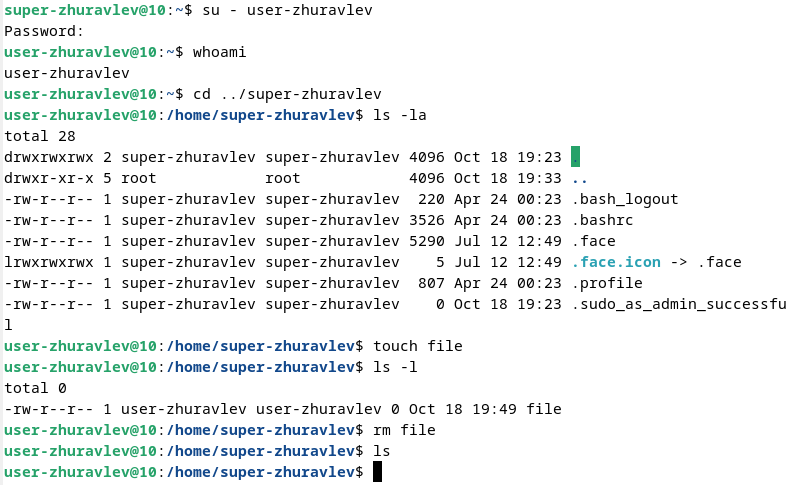 super-zhuravlev@10:~$ su - user-zhuravlev
Password:
user-zhuravlev@10:~$ whoami
user-zhuravlev
user-zhuravlev@10:~$ cd ../super-zhuravlev
user-zhuravlev@10:/home/super-zhuravlev$ ls -la
total 28
drwxrwxrwx 2 super-zhuravlev super-zhuravlev 4096 Oct 18 19:23 .
drwxr-xr-x 5 root            root            4096 Oct 18 19:33 ..
-rw-r--r-- 1 super-zhuravlev super-zhuravlev  220 Apr 24 00:23 .bash_logout
-rw-r--r-- 1 super-zhuravlev super-zhuravlev 3526 Apr 24 00:23 .bashrc
-rw-r--r-- 1 super-zhuravlev super-zhuravlev 5290 Jul 12 12:49 .face
lrwxrwxrwx 1 super-zhuravlev super-zhuravlev    5 Jul 12 12:49 .face.icon -> .face
-rw-r--r-- 1 super-zhuravlev super-zhuravlev  807 Apr 24 00:23 .profile
-rw-r--r-- 1 super-zhuravlev super-zhuravlev    0 Oct 18 19:23 .sudo_as_admin_successfu
l
user-zhuravlev@10:/home/super-zhuravlev$ touch file
user-zhuravlev@10:/home/super-zhuravlev$ ls -l
total 0
-rw-r--r-- 1 user-zhuravlev user-zhuravlev 0 Oct 18 19:49 file
user-zhuravlev@10:/home/super-zhuravlev$ rm file
user-zhuravlev@10:/home/super-zhuravlev$ ls
user-zhuravlev@10:/home/super-zhuravlev$